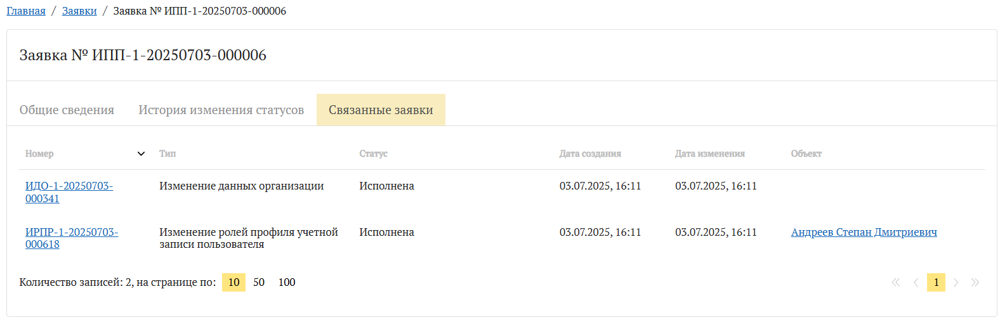 Главная / Заявки / Заявка № ИПП-1-20250703-000006
Заявка № ИПП-1-20250703-000006
Общие сведения История изменения статусов Связанные заявки
Номер Тип Статус Дата создания Дата изменения Объект
ИДО-1-20250703- Изменение данных организации Исполнена 03.07.2025, 16:11 03.07.2025, 16:11
000341
ИРПР-1-20250703- Изменение ролей профиля учетной Исполнена 03.07.2025, 16:11 03.07.2025, 16:11 Андреев Степан Дмитриевич
000618 записи пользователя
Количество записей: 2, на странице по: 10 50 100 « ‹ 1 › »